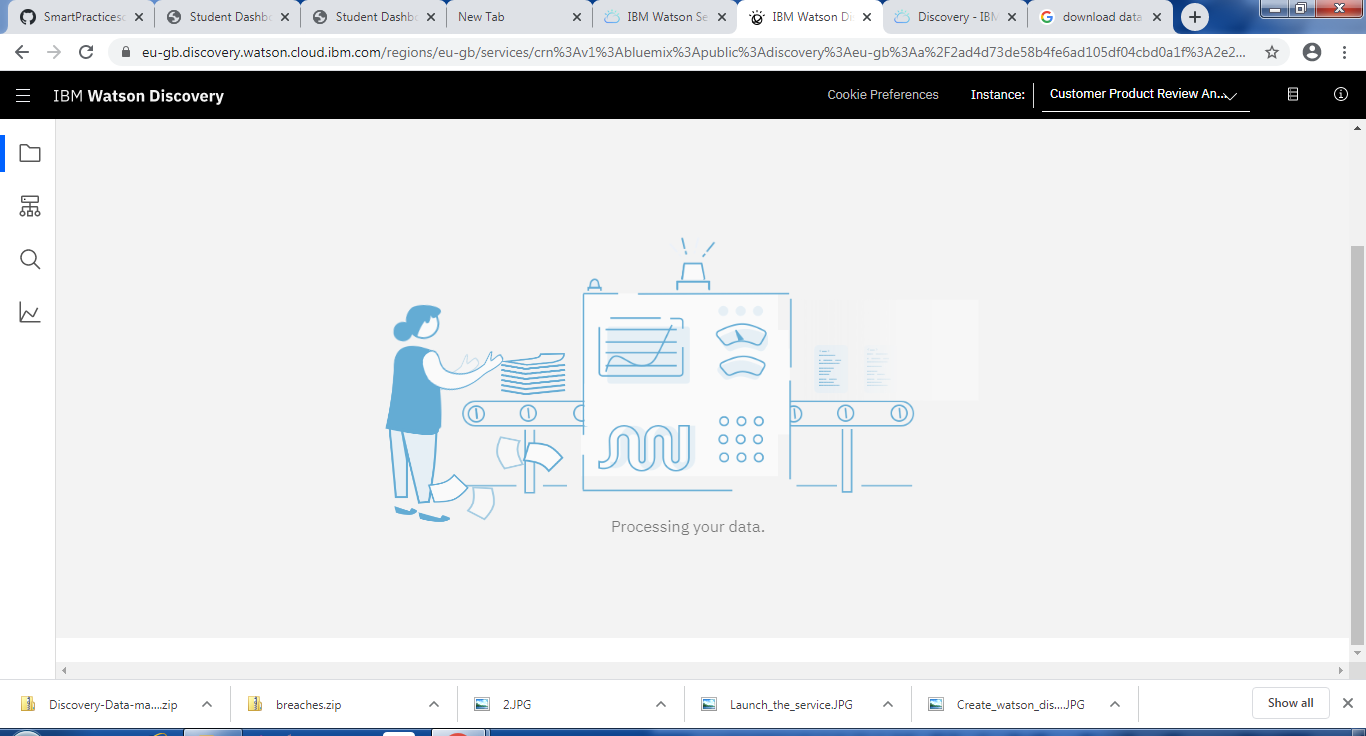 SmartPracticesc
Student Dashbo
Student Dashbo
New Tab
IBM Watson Se
IBM Watson Di
Discovery - IBM
download data
eu-gb.discovery.watson.cloud.ibm.com/regions/eu-gb/services/crn%3Av1%3Abluemix%3Apublic%3Adiscovery%3Aeu-gb%3Aa%2F2ad4d73de58b4fe6ad105df04cbd0a1f%3A2e2...
IBM Watson Discovery
Cookie Preferences
Instance:
Customer Product Review An...
Processing your data.
Discovery-Data-ma....zip
breaches.zip
2.JPG
Launch_the_service.JPG
Create_watson_dis....JPG
Show all